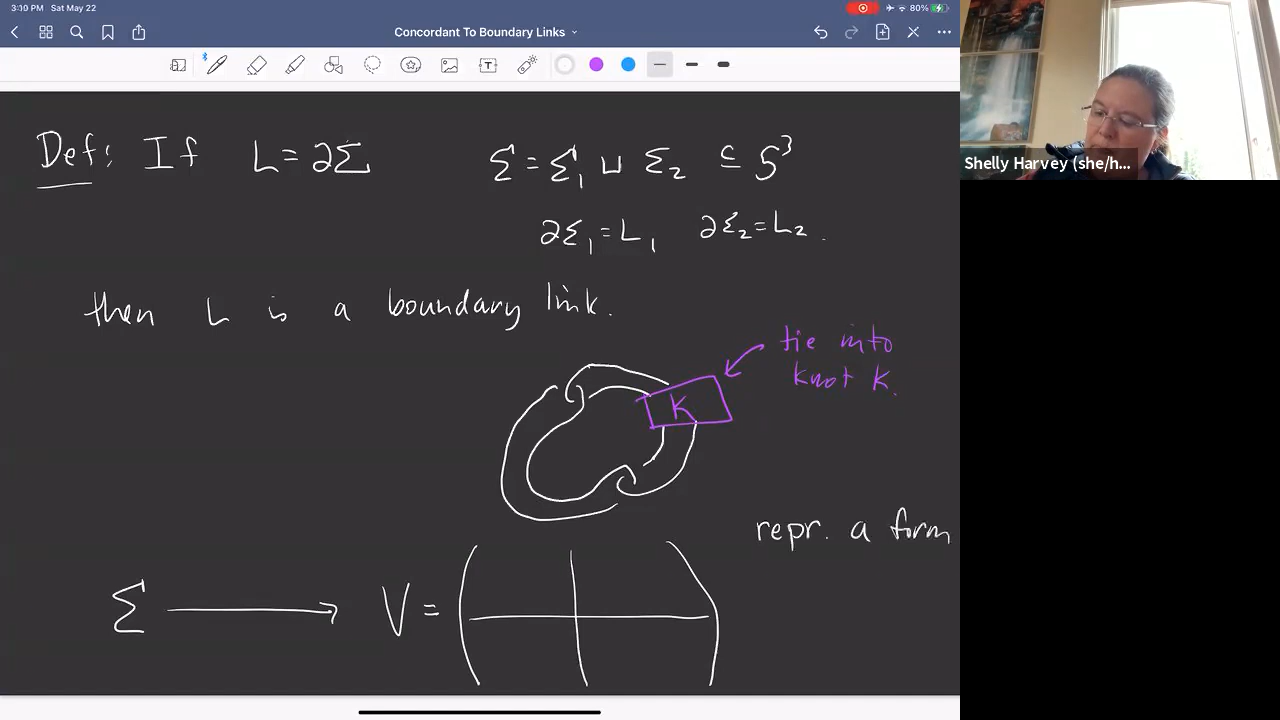 3:10 PM Sat May 22
80%
Concordant To Boundary Links
T
Shelly Harvey (she/h...
Def: If L = ∂Σ Σ = Σ₁ ⊔ Σ₂ ⊆ S³
∂Σ₁ = L₁ ∂Σ₂ = L₂.
then L is a boundary link.
tie into
knot K.
K
repr. a form
Σ → V =